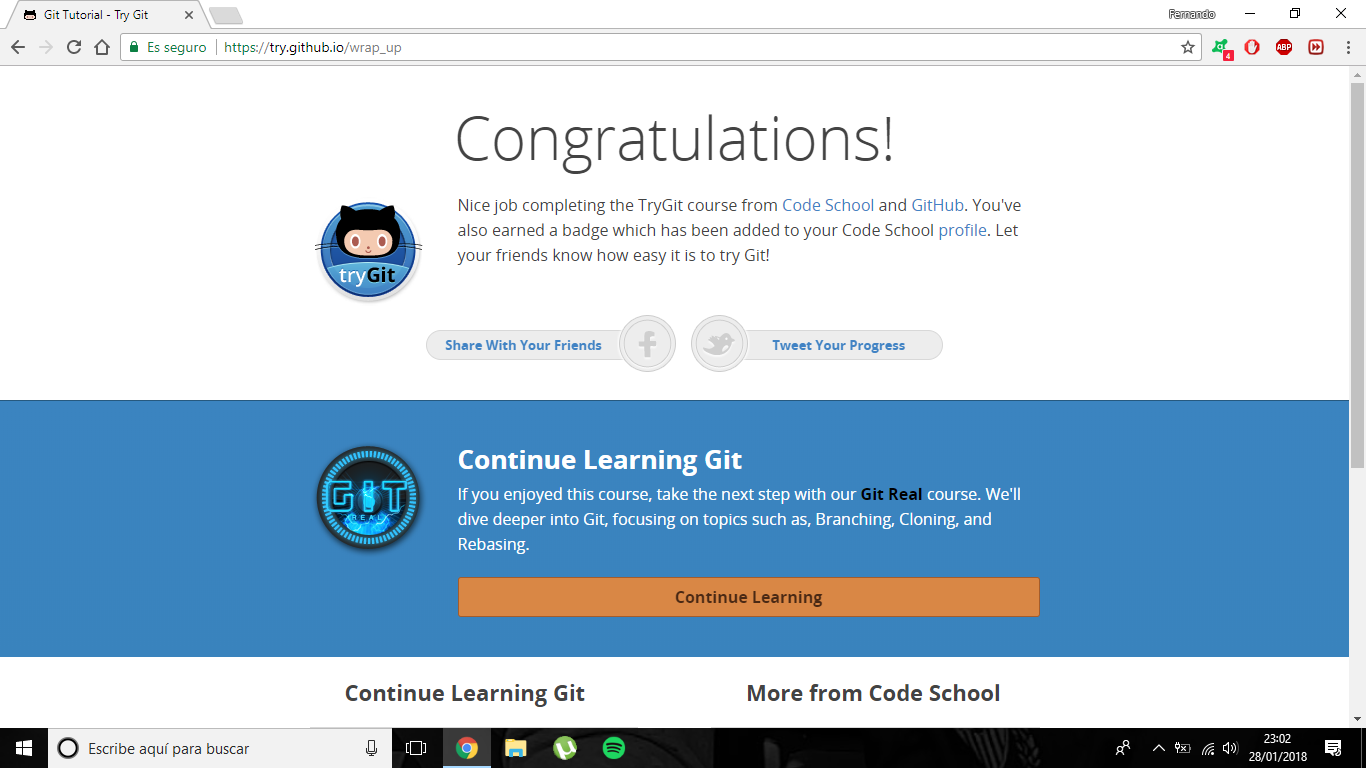 Git Tutorial - Try Git
Fernando
Es seguro
https://try.github.io/wrap_up
4
ABP
Congratulations!
Nice job completing the TryGit course from Code School and GitHub. You've
also earned a badge which has been added to your Code School profile. Let
your friends know how easy it is to try Git!
tryGit
Share With Your Friends
Tweet Your Progress
GIT
REAL
Continue Learning Git
If you enjoyed this course, take the next step with our Git Real course. We'll
dive deeper into Git, focusing on topics such as, Branching, Cloning, and
Rebasing.
Continue Learning
Continue Learning Git
More from Code School
Escribe aquí para buscar
23:02
28/01/2018